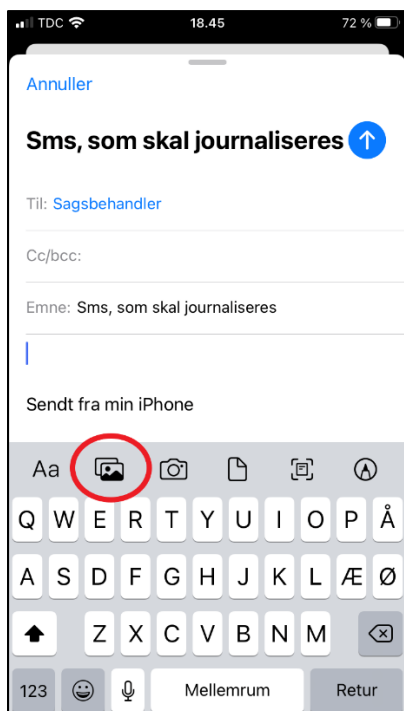 TDC 18.45 72 %
Annuller
Sms, som skal journaliseres
Til: Sagsbehandler
Cc/bcc:
Emne: Sms, som skal journaliseres
Sendt fra min iPhone
Aa
Q W E R T Y U I O P Å
A S D F G H J K L Æ Ø
Z X C V B N M
123 Mellemrum Retur